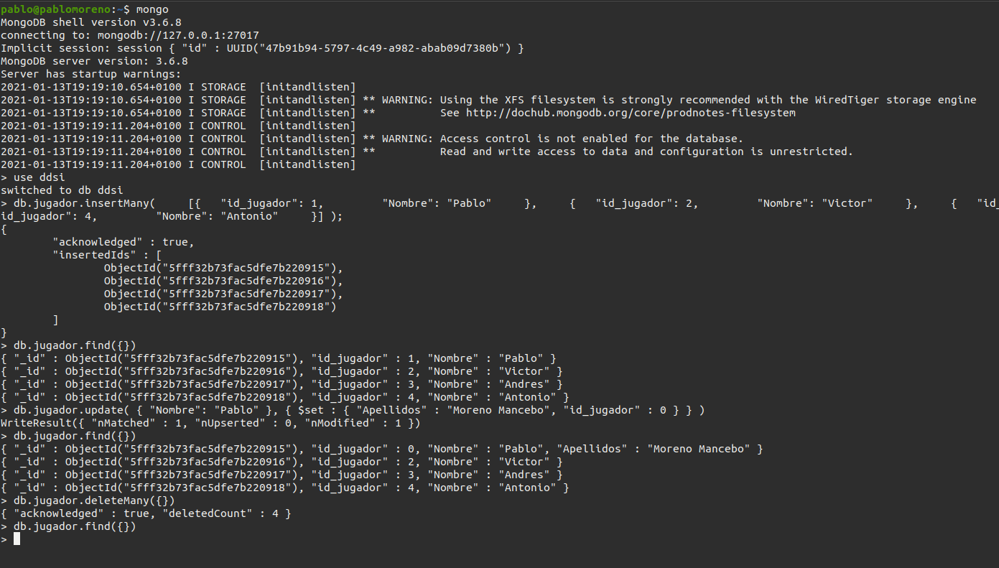 pablo@pablomoreno:~$ mongo
MongoDB shell version v3.6.8
connecting to: mongodb://127.0.0.1:27017
Implicit session: session { "id" : UUID("47b91b94-5797-4c49-a982-abab09d7380b") }
MongoDB server version: 3.6.8
Server has startup warnings:
2021-01-13T19:19:10.654+0100 I STORAGE  [initandlisten]
2021-01-13T19:19:10.654+0100 I STORAGE  [initandlisten] ** WARNING: Using the XFS filesystem is strongly recommended with the WiredTiger storage engine
2021-01-13T19:19:10.654+0100 I STORAGE  [initandlisten] **          See http://dochub.mongodb.org/core/prodnotes-filesystem
2021-01-13T19:19:11.204+0100 I CONTROL  [initandlisten]
2021-01-13T19:19:11.204+0100 I CONTROL  [initandlisten] ** WARNING: Access control is not enabled for the database.
2021-01-13T19:19:11.204+0100 I CONTROL  [initandlisten] **          Read and write access to data and configuration is unrestricted.
2021-01-13T19:19:11.204+0100 I CONTROL  [initandlisten]
> use ddsi
switched to db ddsi
> db.jugador.insertMany(     [{   "id_jugador": 1,         "Nombre": "Pablo"     },     {   "id_jugador": 2,         "Nombre": "Victor"     },     {   "id_
id_jugador": 4,         "Nombre": "Antonio"     }] );
{
        "acknowledged" : true,
        "insertedIds" : [
                ObjectId("5fff32b73fac5dfe7b220915"),
                ObjectId("5fff32b73fac5dfe7b220916"),
                ObjectId("5fff32b73fac5dfe7b220917"),
                ObjectId("5fff32b73fac5dfe7b220918")
        ]
}
> db.jugador.find({})
{ "_id" : ObjectId("5fff32b73fac5dfe7b220915"), "id_jugador" : 1, "Nombre" : "Pablo" }
{ "_id" : ObjectId("5fff32b73fac5dfe7b220916"), "id_jugador" : 2, "Nombre" : "Victor" }
{ "_id" : ObjectId("5fff32b73fac5dfe7b220917"), "id_jugador" : 3, "Nombre" : "Andres" }
{ "_id" : ObjectId("5fff32b73fac5dfe7b220918"), "id_jugador" : 4, "Nombre" : "Antonio" }
> db.jugador.update( { "Nombre": "Pablo" }, { $set : { "Apellidos" : "Moreno Mancebo", "id_jugador" : 0 } } )
WriteResult({ "nMatched" : 1, "nUpserted" : 0, "nModified" : 1 })
> db.jugador.find({})
{ "_id" : ObjectId("5fff32b73fac5dfe7b220915"), "id_jugador" : 0, "Nombre" : "Pablo", "Apellidos" : "Moreno Mancebo" }
{ "_id" : ObjectId("5fff32b73fac5dfe7b220916"), "id_jugador" : 2, "Nombre" : "Victor" }
{ "_id" : ObjectId("5fff32b73fac5dfe7b220917"), "id_jugador" : 3, "Nombre" : "Andres" }
{ "_id" : ObjectId("5fff32b73fac5dfe7b220918"), "id_jugador" : 4, "Nombre" : "Antonio" }
> db.jugador.deleteMany({})
{ "acknowledged" : true, "deletedCount" : 4 }
> db.jugador.find({})
>